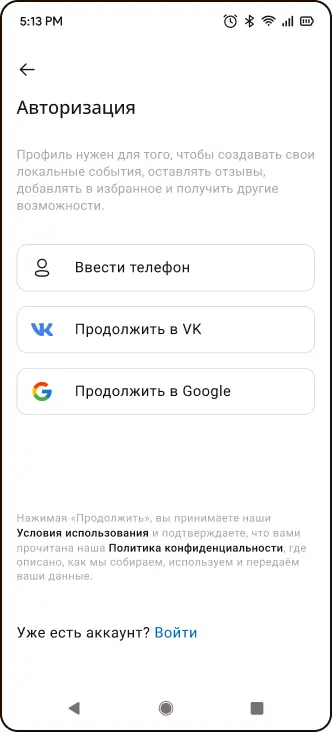 5:13 PM
Авторизация
Профиль нужен для того, чтобы создавать свои
локальные события, оставлять отзывы,
добавлять в избранное и получить другие
возможности.
Ввести телефон
Продолжить в VK
Продолжить в Google
Нажимая «Продолжить», вы принимаете наши
Условия использования и подтверждаете, что вами
прочитана наша Политика конфиденциальности, где
описано, как мы собираем, используем и передаём
ваши данные.
Уже есть аккаунт? Войти